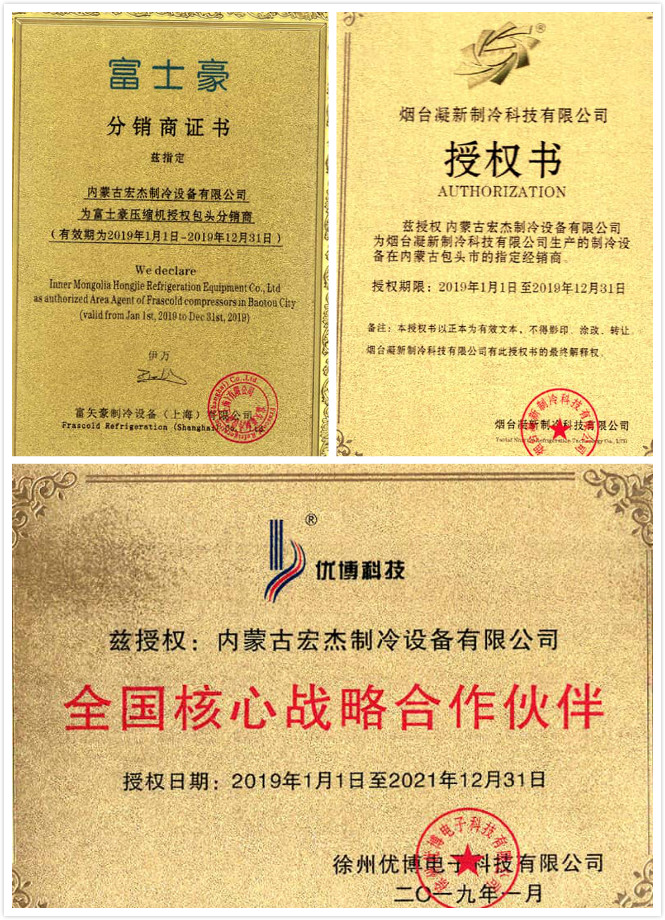 富士豪
分销商证书
兹指定
内蒙古宏杰制冷设备有限公司
为富士豪压缩机授权包头分销商
(有效期为2019年1月1日-2019年12月31日)
We declare
Inner Mongolia Hongjie Refrigeration Equipment Co., Ltd
as authorized Area Agent of Frascold compressors in Baotou City
(valid from Jan 1st, 2019 to Dec 31st, 2019)
伊万
富矢豪制冷设备(上海)有限公司
Frascold Refrigeration (Shanghai) Co., Ltd
®
烟台凝新制冷科技有限公司
授权书
AUTHORIZATION
兹授权 内蒙古宏杰制冷设备有限公司
为烟台凝新制冷科技有限公司生产的制冷设
备在内蒙古包头市的指定经销商。
授权期限：2019年1月1日至2019年12月31日
备注：本授权书以正本为有效文本，不得影印、涂改、转让。
烟台凝新制冷科技有限公司有此授权书的最终解释权。
烟台凝新制冷科技有限公司
®
优博科技
兹授权：内蒙古宏杰制冷设备有限公司
全国核心战略合作伙伴
授权日期：2019年1月1日至2021年12月31日
徐州优博电子科技有限公司
二〇一九年一月